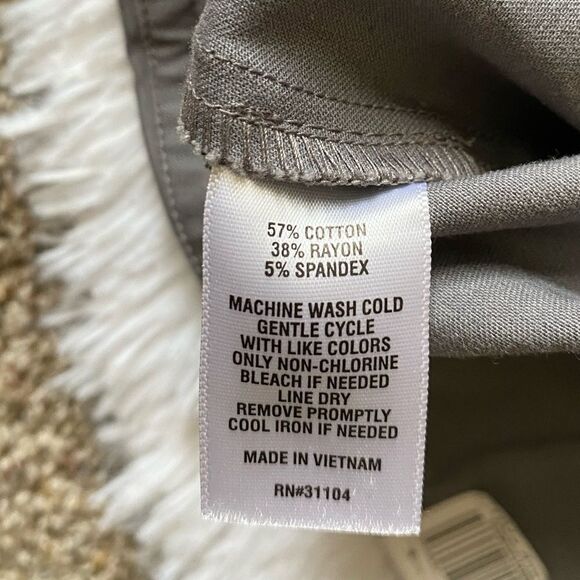 57% COTTON
38% RAYON
5% SPANDEX
MACHINE WASH COLD
GENTLE CYCLE
WITH LIKE COLORS
ONLY NON-CHLORINE
BLEACH IF NEEDED
LINE DRY
REMOVE PROMPTLY
COOL IRON IF NEEDED
MADE IN VIETNAM
RN#31104